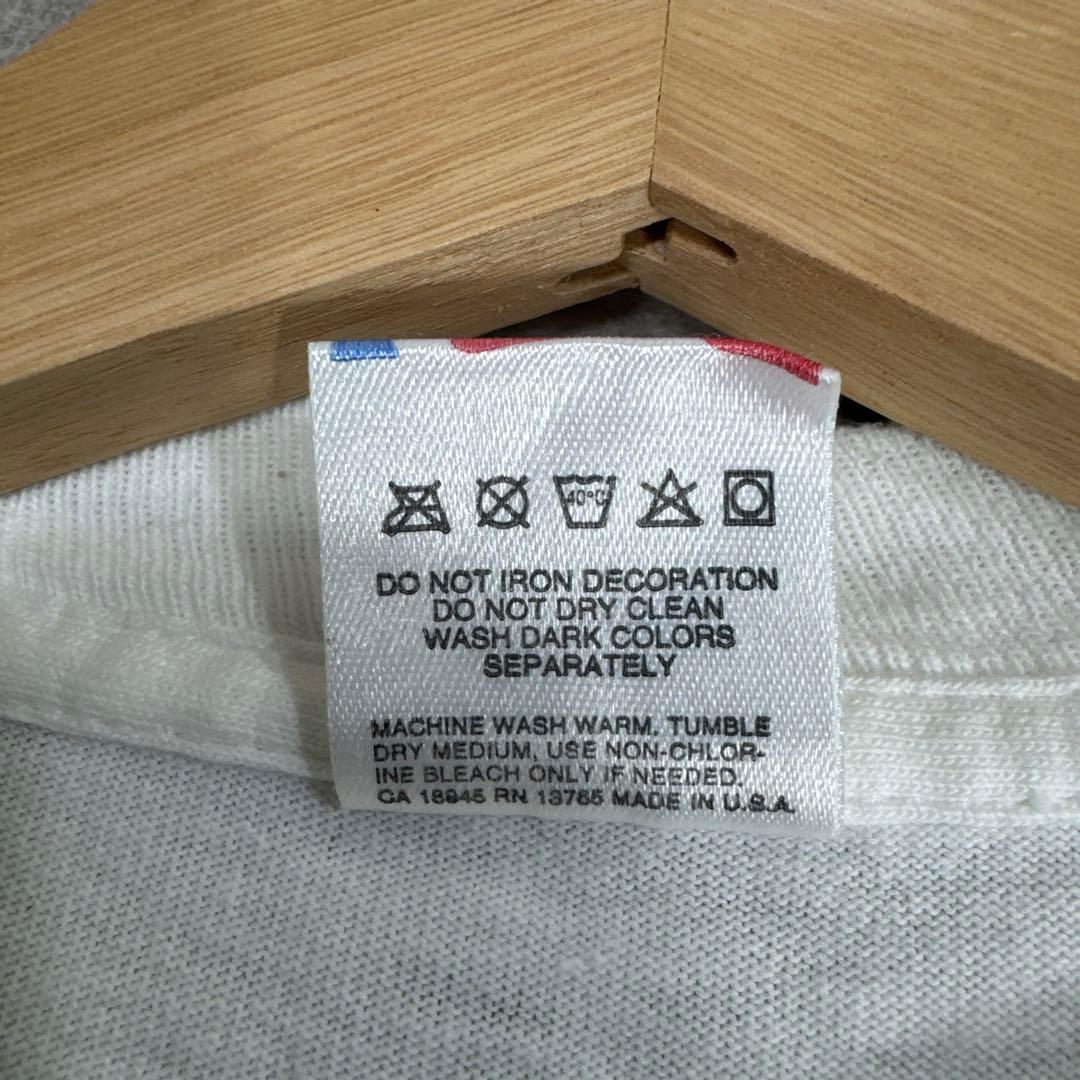 40°C
DO NOT IRON DECORATION
DO NOT DRY CLEAN
WASH DARK COLORS
SEPARATELY
MACHINE WASH WARM. TUMBLE
DRY MEDIUM, USE NON-CHLOR-
INE BLEACH ONLY IF NEEDED.
CA 18945 RN 13765 MADE IN U.S.A.